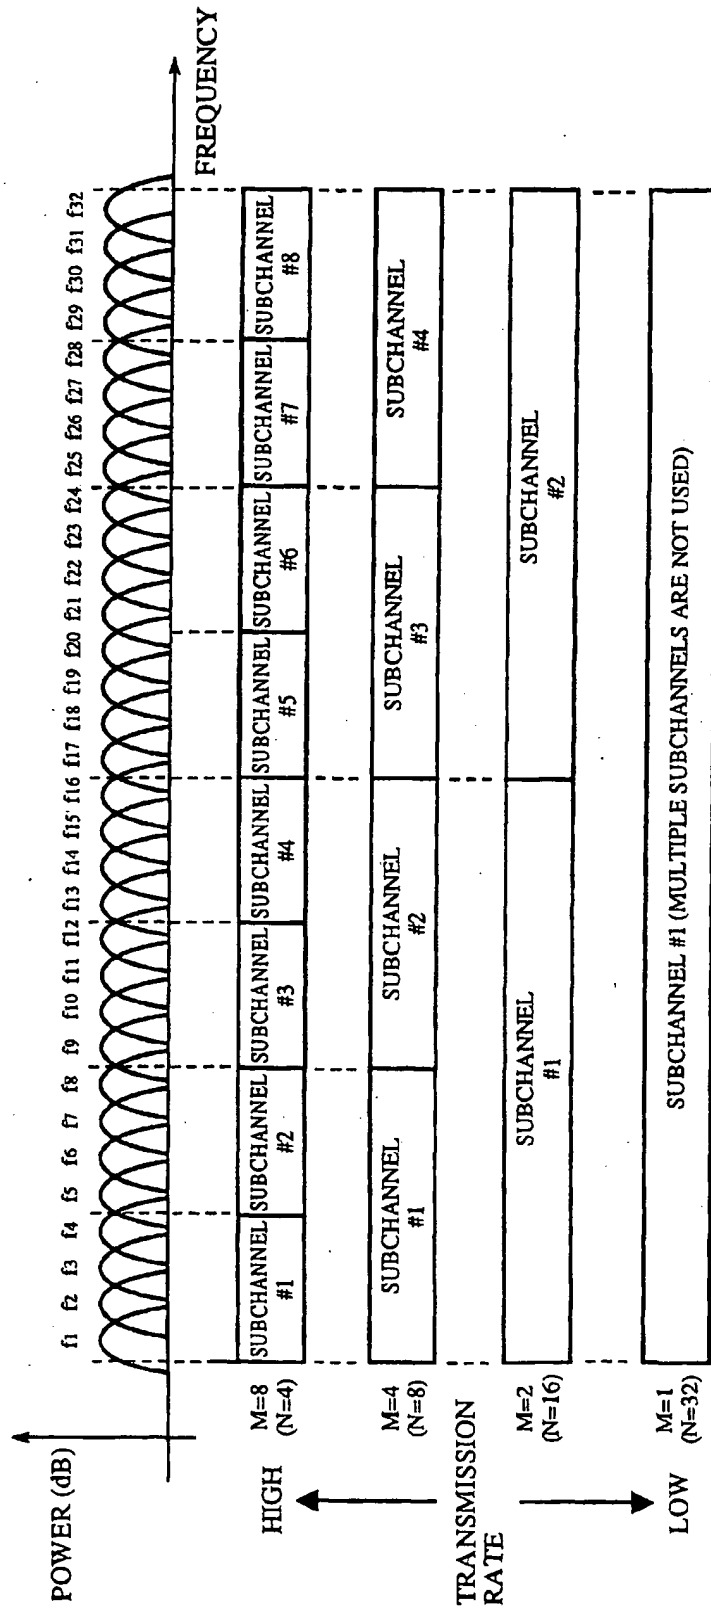 POWER (dB)
f1 f2 f3 f4 f5 f6 f7 f8 f9 f10 f11 f12 f13 f14 f15 f16 f17 f18 f19 f20 f21 f22 f23 f24 f25 f26 f27 f28 f29 f30 f31 f32
FREQUENCY
HIGH
TRANSMISSION
RATE
LOW
M=8
(N=4)
SUBCHANNEL
#1
SUBCHANNEL
#2
SUBCHANNEL
#3
SUBCHANNEL
#4
SUBCHANNEL
#5
SUBCHANNEL
#6
SUBCHANNEL
#7
SUBCHANNEL
#8
M=4
(N=8)
SUBCHANNEL
#1
SUBCHANNEL
#2
SUBCHANNEL
#3
SUBCHANNEL
#4
M=2
(N=16)
SUBCHANNEL
#1
SUBCHANNEL
#2
M=1
(N=32)
SUBCHANNEL #1 (MULTIPLE SUBCHANNELS ARE NOT USED)